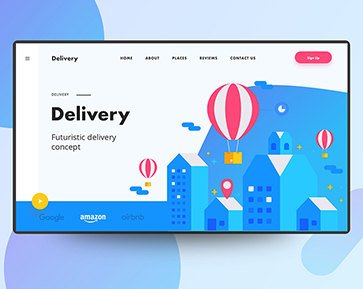 Delivery
HOME ABOUT PLACES REVIEWS CONTACT US
Sign Up
DELIVERY
Delivery
Futuristic delivery
concept
Google amazon airbnb